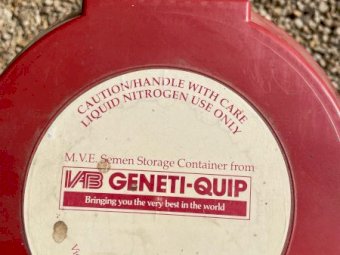 CAUTION/HANDLE WITH CARE
LIQUID NITROGEN USE ONLY
M.V.E. Semen Storage Container from
VAB GENETI-QUIP
Bringing you the very best in the world